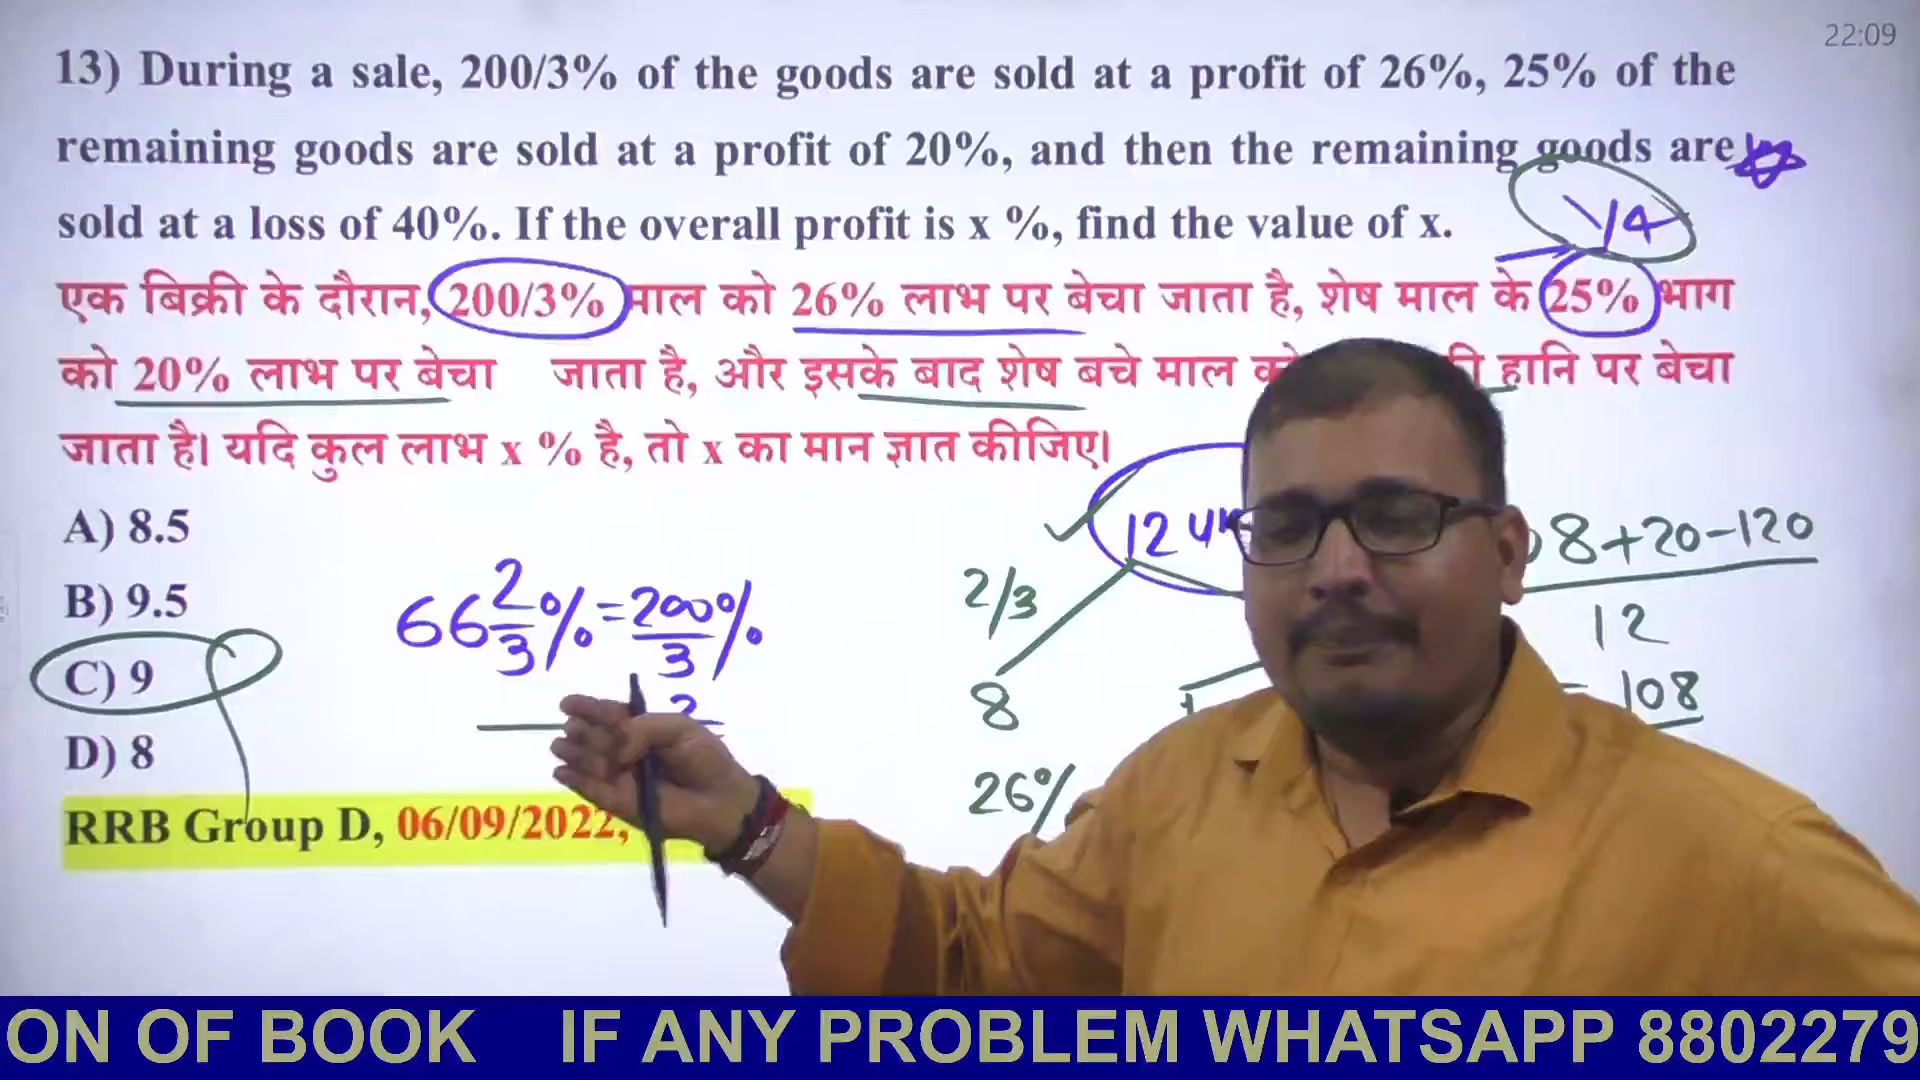 22:09
13) During a sale, 200/3% of the goods are sold at a profit of 26%, 25% of the
remaining goods are sold at a profit of 20%, and then the remaining goods are
sold at a loss of 40%. If the overall profit is x %, find the value of x.
1/4
एक बिक्री के दौरान, 200/3% माल को 26% लाभ पर बेचा जाता है, शेष माल के 25% भाग
को 20% लाभ पर बेचा जाता है, और इसके बाद शेष बचे माल हानि पर बेचा
जाता है। यदि कुल लाभ x % है, तो x का मान ज्ञात कीजिए।
A) 8.5
B) 9.5
C) 9
D) 8
66 2/3 % = 200/3 %
2
12
2/3
8
26%
8+20-120
12
108
RRB Group D, 06/09/2022,
ON OF BOOK IF ANY PROBLEM WHATSAPP 8802279